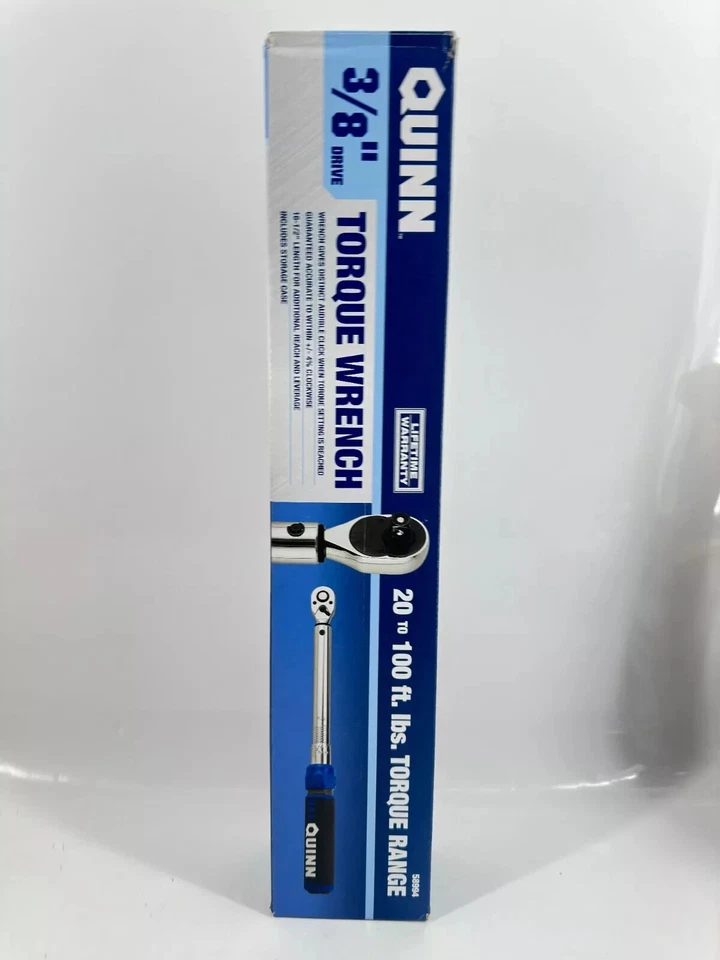 QUINN™
3/8"
DRIVE
TORQUE WRENCH
WRENCH GIVES DISTINCT AUDIBLE CLICK WHEN TORQUE SETTING IS REACHED
GUARANTEED ACCURATE TO WITHIN +/- 4% CLOCKWISE
16-1/2" LENGTH FOR ADDITIONAL REACH AND LEVERAGE
INCLUDES STORAGE CASE
LIFETIME
WARRANTY
20 TO 100 ft. lbs. TORQUE RANGE
58994
QUINN